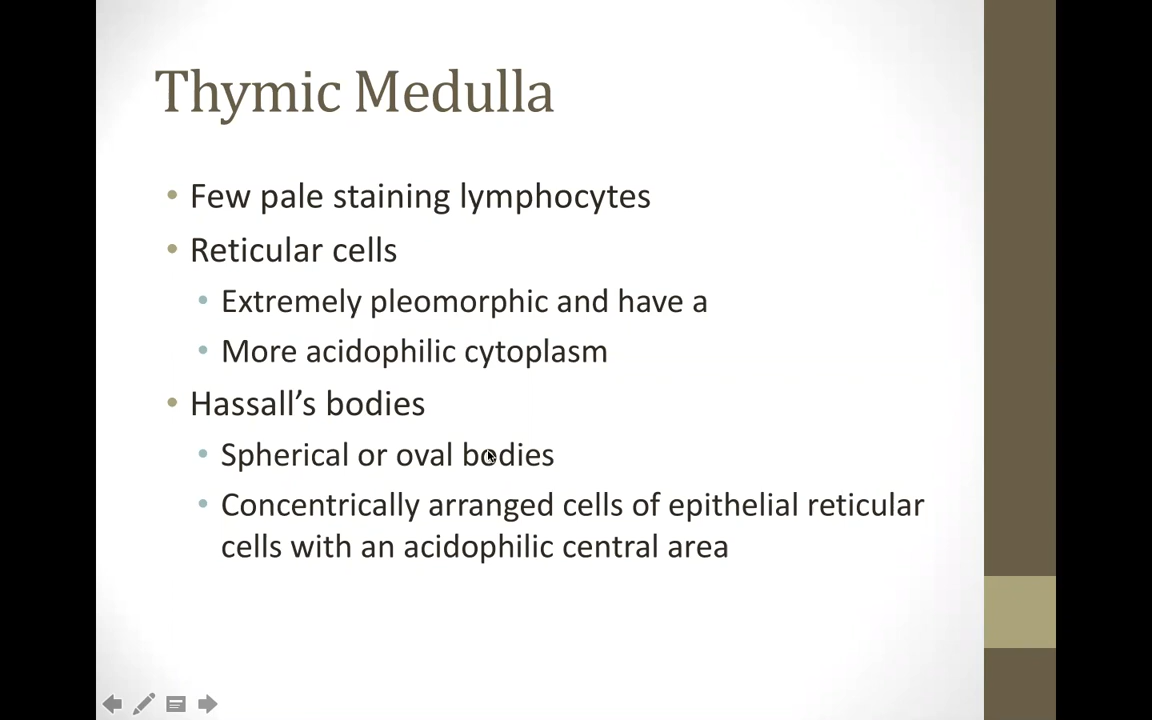 Thymic Medulla
• Few pale staining lymphocytes
• Reticular cells
• Extremely pleomorphic and have a
• More acidophilic cytoplasm
• Hassall’s bodies
• Spherical or oval bodies
• Concentrically arranged cells of epithelial reticular
cells with an acidophilic central area